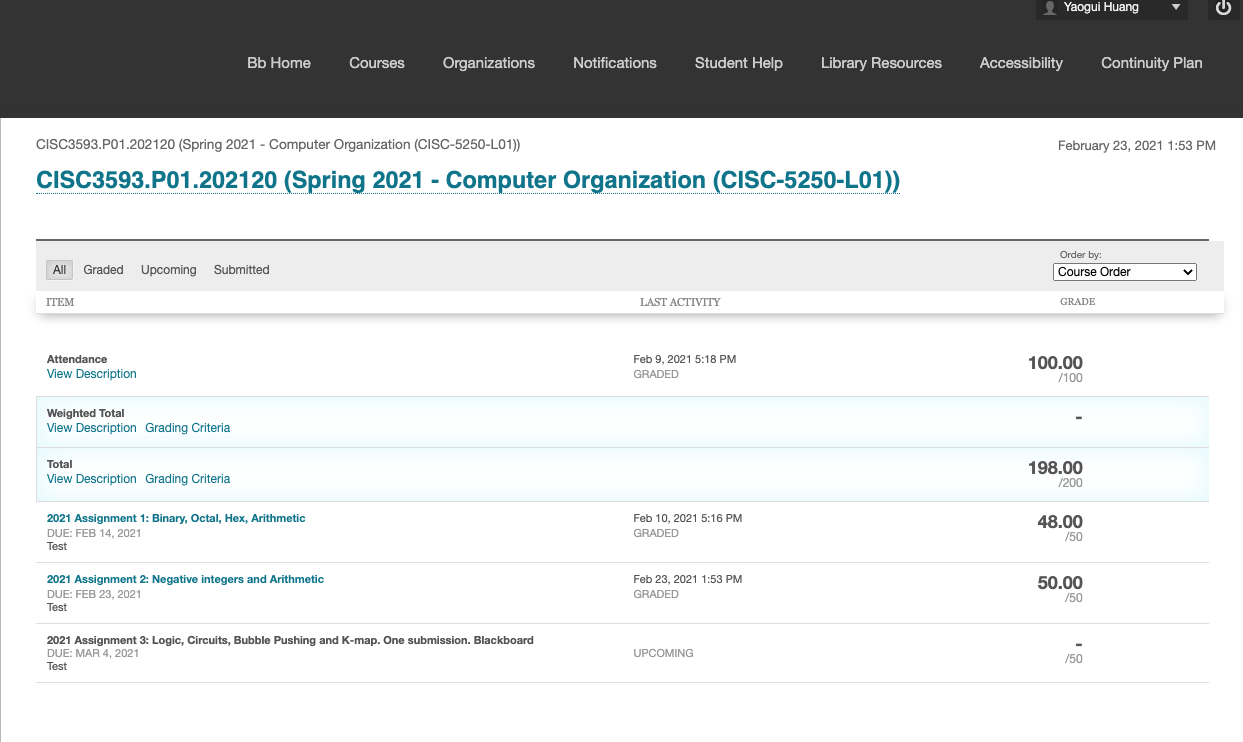 Yaogui Huang
Bb Home Courses Organizations Notifications Student Help Library Resources Accessibility Continuity Plan
CISC3593.P01.202120 (Spring 2021 - Computer Organization (CISC-5250-L01)) February 23, 2021 1:53 PM
CISC3593.P01.202120 (Spring 2021 - Computer Organization (CISC-5250-L01))
Order by:
All Graded Upcoming Submitted Course Order
ITEM LAST ACTIVITY GRADE
Attendance Feb 9, 2021 5:18 PM 100.00
View Description GRADED /100
Weighted Total -
View Description Grading Criteria
Total 198.00
View Description Grading Criteria /200
2021 Assignment 1: Binary, Octal, Hex, Arithmetic Feb 10, 2021 5:16 PM 48.00
DUE: FEB 14, 2021 GRADED /50
Test
2021 Assignment 2: Negative integers and Arithmetic Feb 23, 2021 1:53 PM 50.00
DUE: FEB 23, 2021 GRADED /50
Test
2021 Assignment 3: Logic, Circuits, Bubble Pushing and K-map. One submission. Blackboard -
DUE: MAR 4, 2021 UPCOMING /50
Test